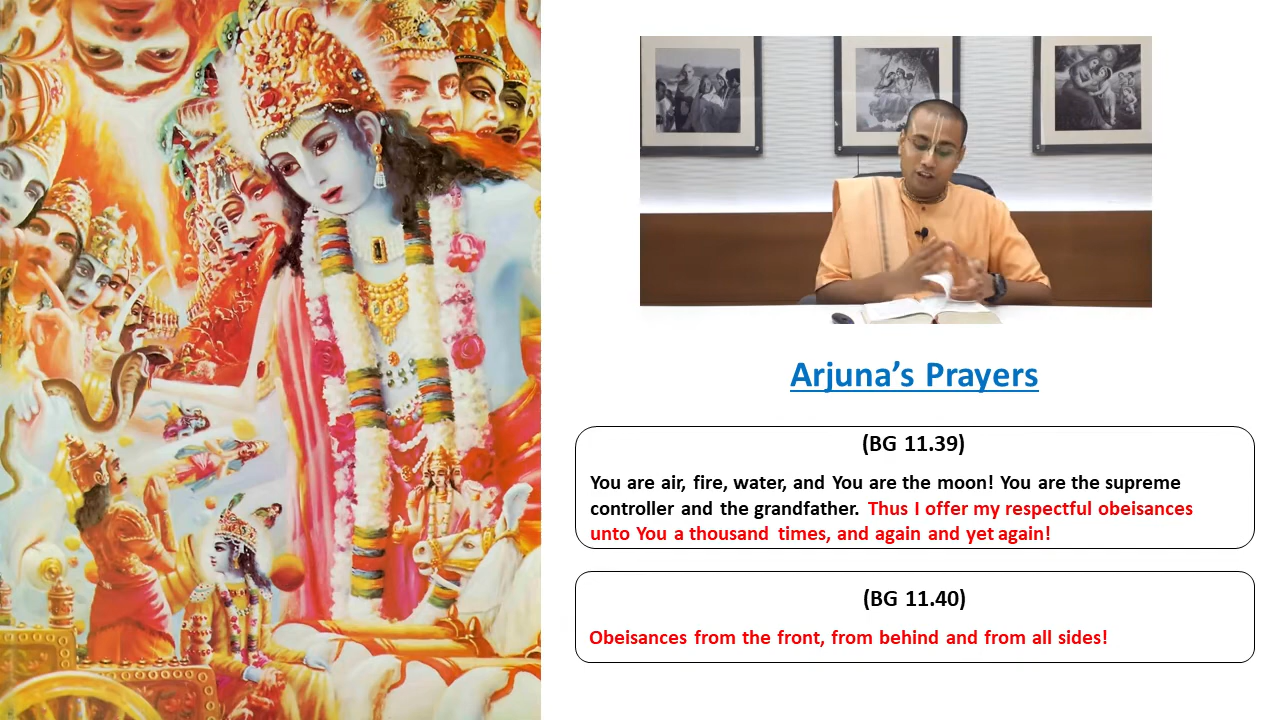 Arjuna’s Prayers
(BG 11.39)
You are air, fire, water, and You are the moon! You are the supreme
controller and the grandfather. Thus I offer my respectful obeisances
unto You a thousand times, and again and yet again!
(BG 11.40)
Obeisances from the front, from behind and from all sides!